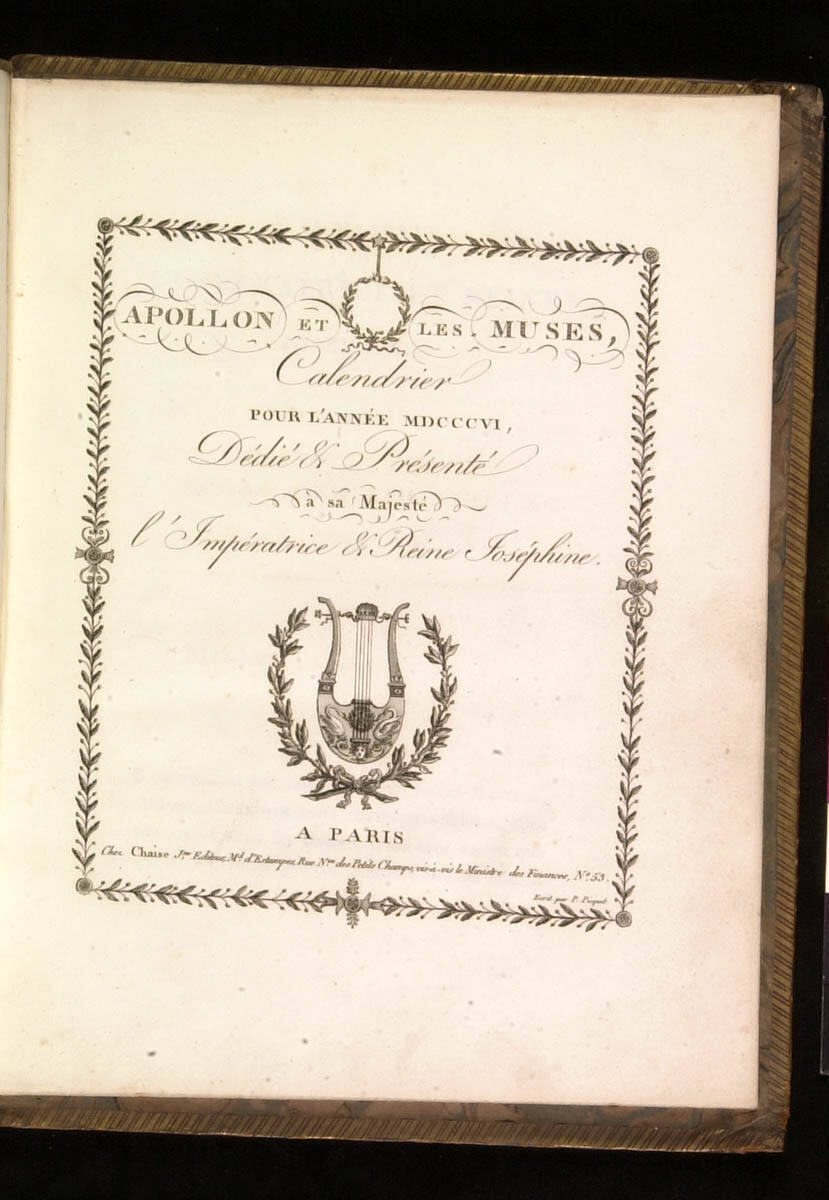 APOLLON ET LES MUSES,
Calendrier
POUR L'ANNÉE MDCCCVI,
Dédié & Présenté
à sa Majesté
l'Impératrice & Reine Joséphine.
A PARIS
Chez Chaise Jne Editeur, Md d'Estampes, Rue Nve des Petits Champs, vis-à-vis le Ministre des Finances, No. 53.
Ecrit par P. Picquet